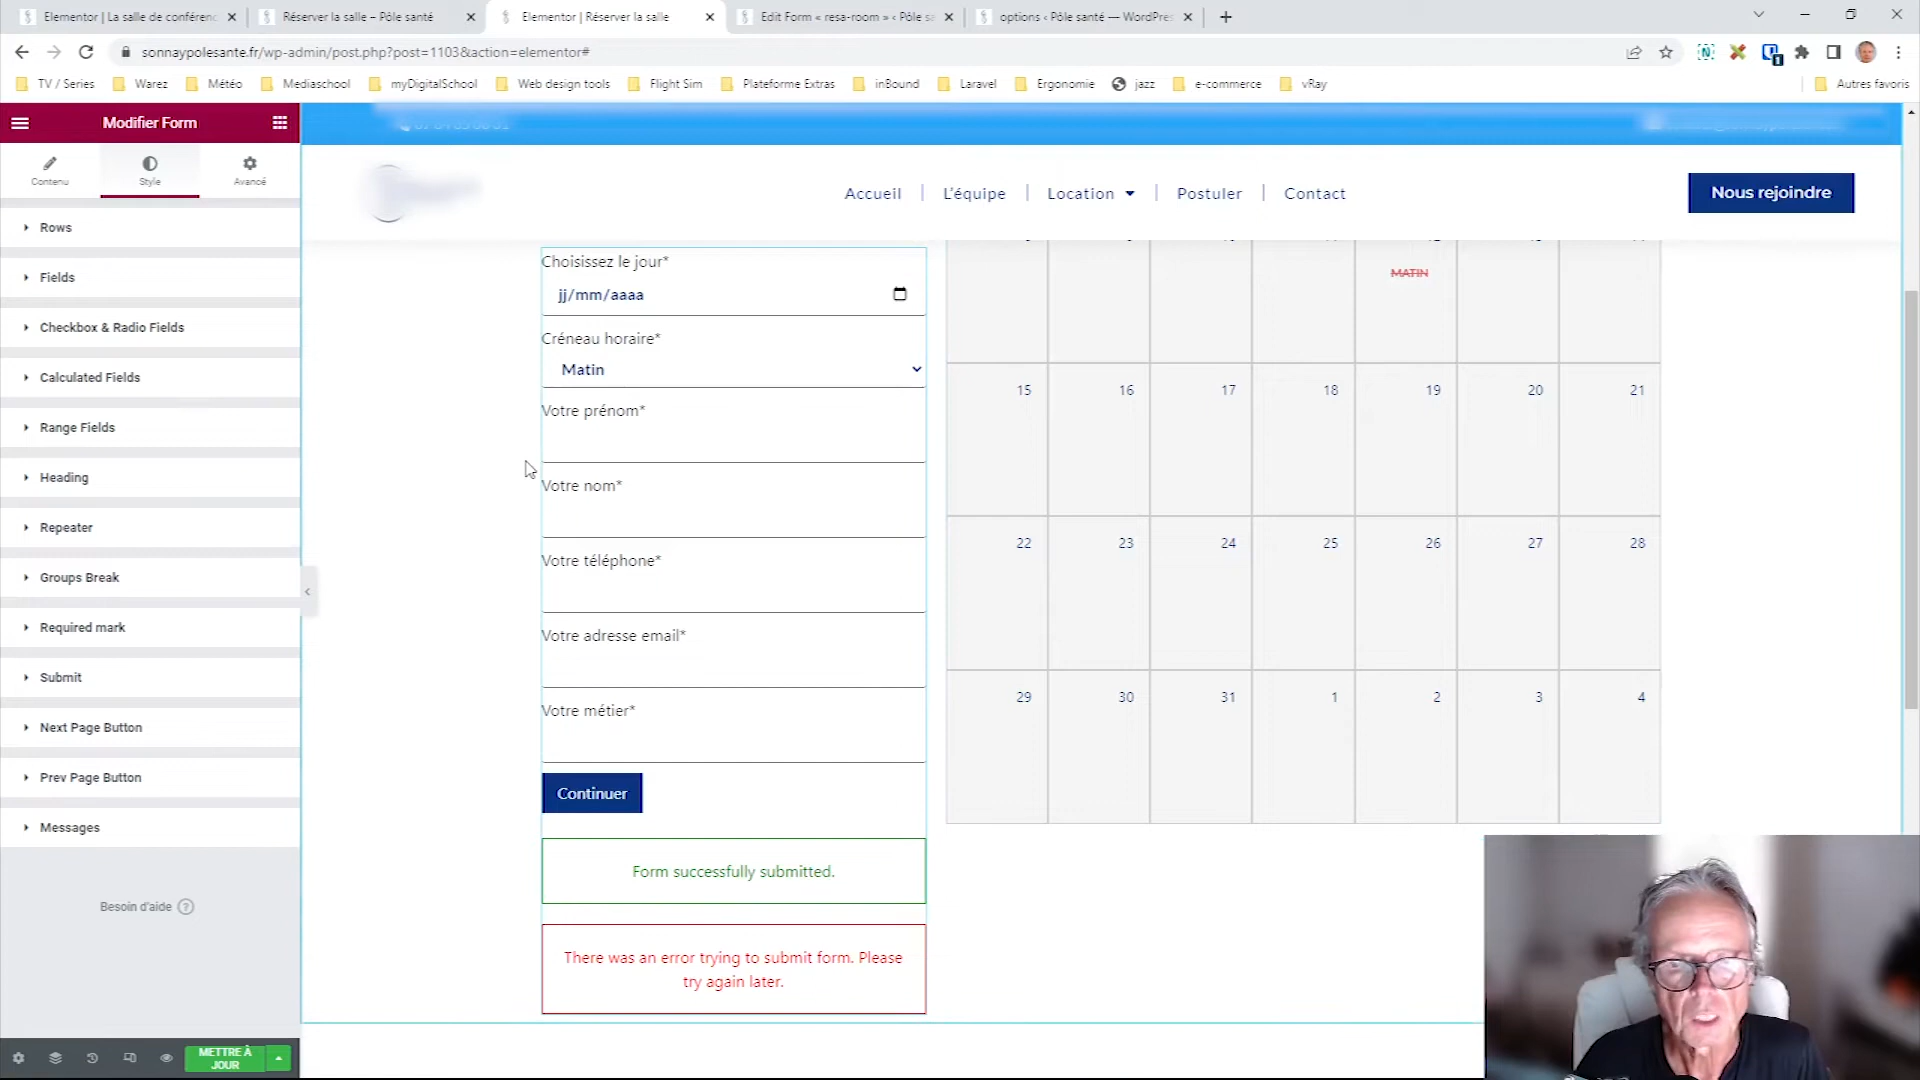 Elementor | La salle de conférenc
Réserver la salle – Pôle santé
Elementor | Réserver la salle
Edit Form « resa-room » ‹ Pôle sa
options ‹ Pôle santé — WordPres
sonnaypolesante.fr/wp-admin/post.php?post=1103&action=elementor#
TV / Series
Warez
Météo
Mediaschool
myDigitalSchool
Web design tools
Flight Sim
Plateforme Extras
inBound
Laravel
Ergonomie
jazz
e-commerce
vRay
Autres favoris
Modifier Form
Contenu
Style
Avancé
Rows
Fields
Checkbox & Radio Fields
Calculated Fields
Range Fields
Heading
Repeater
Groups Break
Required mark
Submit
Next Page Button
Prev Page Button
Messages
Besoin d'aide ?
METTRE À
JOUR
Accueil
L'équipe
Location
Postuler
Contact
Nous rejoindre
Choisissez le jour*
jj/mm/aaaa
Créneau horaire*
Matin
Votre prénom*
Votre nom*
Votre téléphone*
Votre adresse email*
Votre métier*
Continuer
Form successfully submitted.
There was an error trying to submit form. Please
try again later.
MATIN
15 16 17 18 19 20 21
22 23 24 25 26 27 28
29 30 31 1 2 3 4